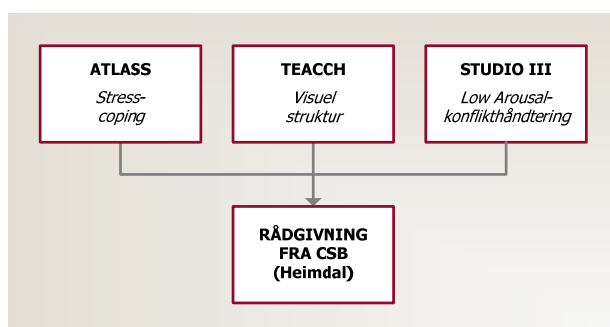 ATLASS
Stress-
coping
TEACCH
Visuel
struktur
STUDIO III
Low Arousal-
konflikthåndtering
RÅDGIVNING
FRA CSB
(Heimdal)